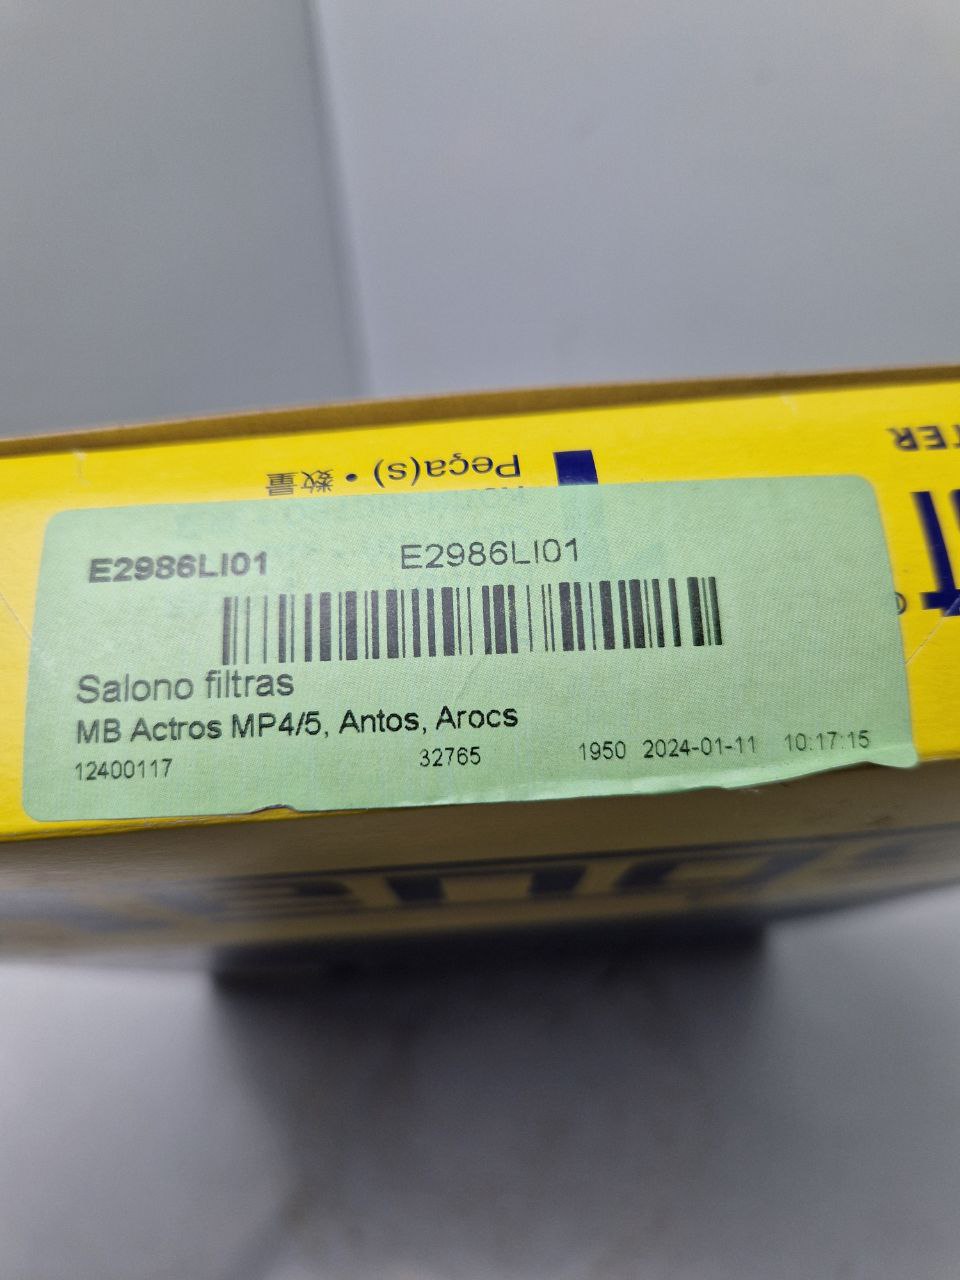 数量 • Peça(s)
E2986LI01 E2986LI01
Salono filtras
MB Actros MP4/5, Antos, Arocs
12400117 32765 1950 2024-01-11 10:17:15